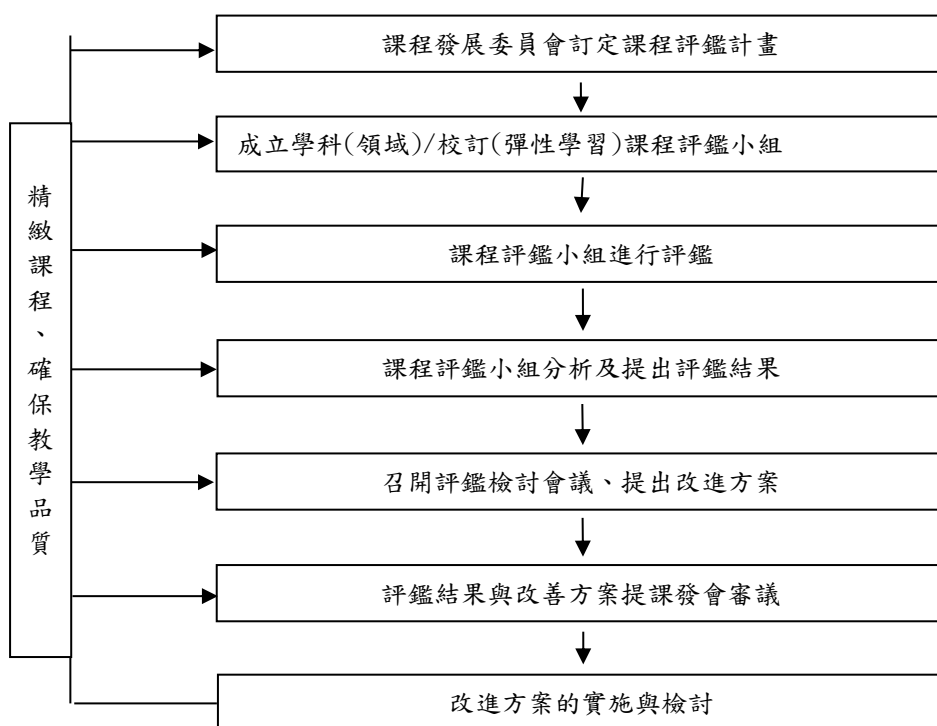 課程發展委員會訂定課程評鑑計畫
成立學科(領域)/校訂(彈性學習)課程評鑑小組
精緻課程、確保教學品質
課程評鑑小組進行評鑑
課程評鑑小組分析及提出評鑑結果
召開評鑑檢討會議、提出改進方案
評鑑結果與改善方案提課發會審議
改進方案的實施與檢討